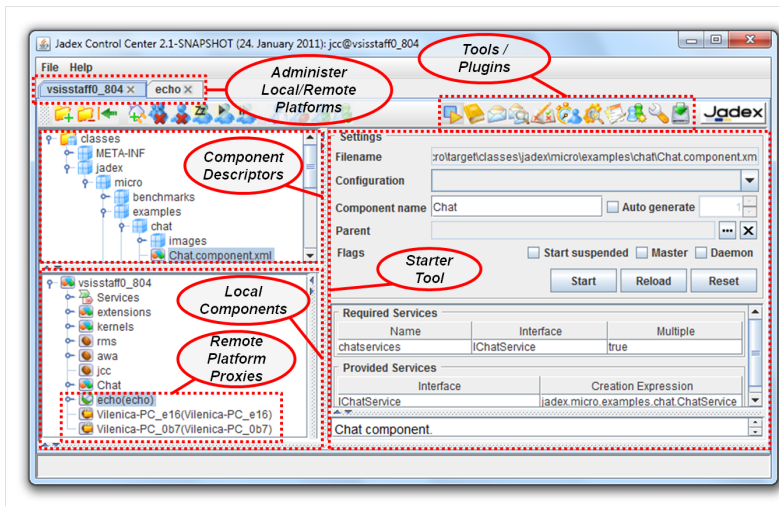 Jadex Control Center 2.1-SNAPSHOT (24. January 2011): jcc@vsisstaff0_804
File Help
Tools /
Plugins
Administer
Local/Remote
Platforms
vsisstaff0_804
echo
Jadex
classes
META-INF
jadex
micro
benchmarks
examples
chat
images
Chat.component.xml
Component
Descriptors
Settings
Filename
:ro\target\classes\jadex\micro\examples\chat\Chat.component.xml
Configuration
Component name
Chat
Auto generate
1
Parent
...
Flags
Start suspended
Master
Daemon
Start
Reload
Reset
Starter
Tool
vsisstaff0_804
Services
extensions
kernels
rms
awa
jcc
Chat
echo(echo)
Vilenica-PC_e16(Vilenica-PC_e16)
Vilenica-PC_0b7(Vilenica-PC_0b7)
Local
Components
Remote
Platform
Proxies
Required Services
Name Interface Multiple
chatservices IChatService true
Provided Services
Interface Creation Expression
IChatService jadex.micro.examples.chat.ChatService
Chat component.